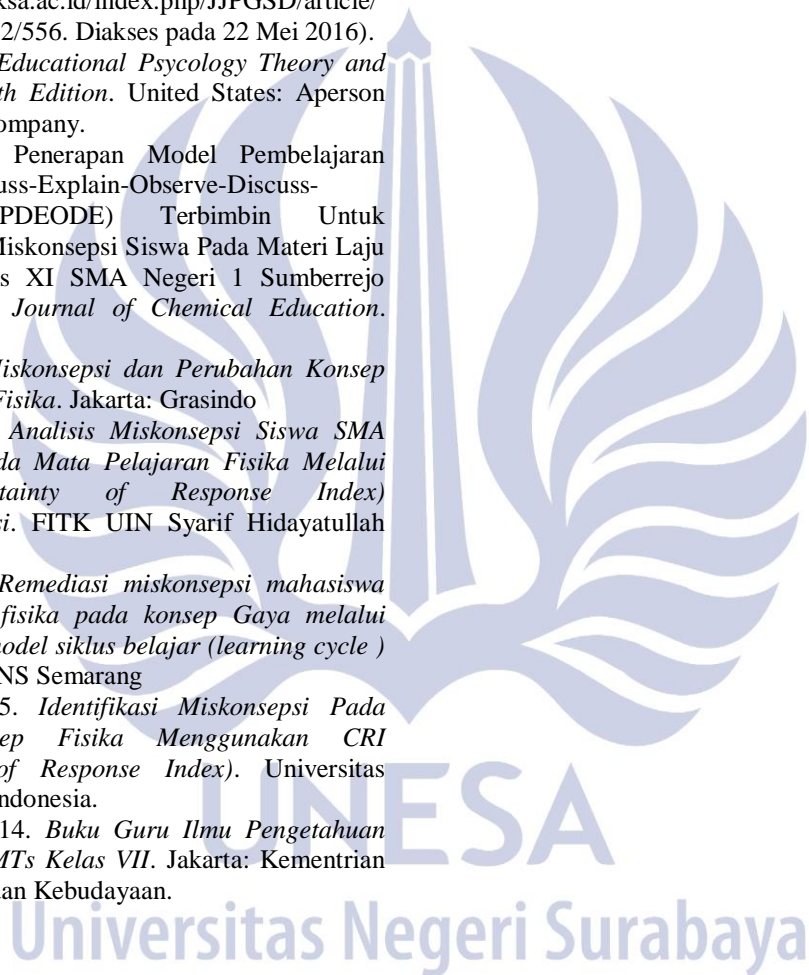 ksa.ac.id/index.php/JJPGSD/article/
2/556. Diakses pada 22 Mei 2016).
Educational Psycology Theory and
th Edition. United States: Aperson
ompany.
Penerapan Model Pembelajaran
uss-Explain-Observe-Discuss-
PDEODE) Terbimbin Untuk
Miskonsepsi Siswa Pada Materi Laju
s XI SMA Negeri 1 Sumberrejo
Journal of Chemical Education.
Miskonsepsi dan Perubahan Konsep
Fisika. Jakarta: Grasindo
Analisis Miskonsepsi Siswa SMA
da Mata Pelajaran Fisika Melalui
tainty of Response Index)
si. FITK UIN Syarif Hidayatullah
Remediasi miskonsepsi mahasiswa
fisika pada konsep Gaya melalui
model siklus belajar (learning cycle )
NS Semarang
5. Identifikasi Miskonsepsi Pada
ep Fisika Menggunakan CRI
of Response Index). Universitas
ndonesia.
14. Buku Guru Ilmu Pengetahuan
MTs Kelas VII. Jakarta: Kementrian
dan Kebudayaan.
UNESA
Universitas Negeri Surabaya